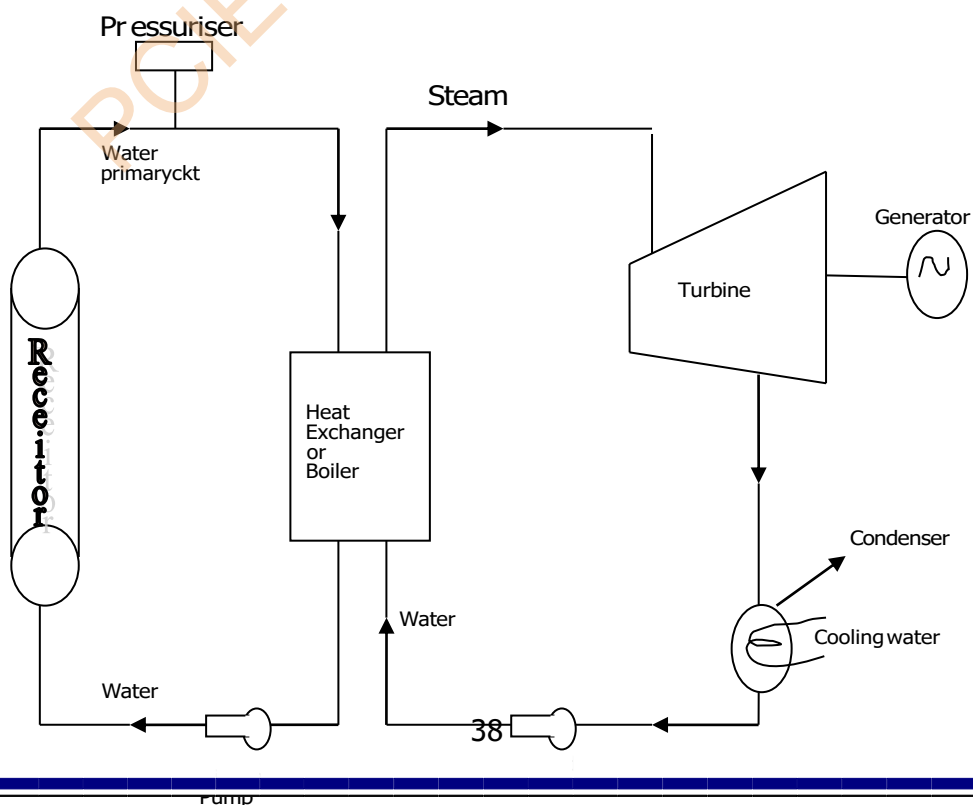 PCIE
Pr essuriser
Steam
Water
primaryckt
Generator
Turbine
Receitor
Heat
Exchanger
or
Boiler
Condenser
Water
Cooling water
Water
38
Pump